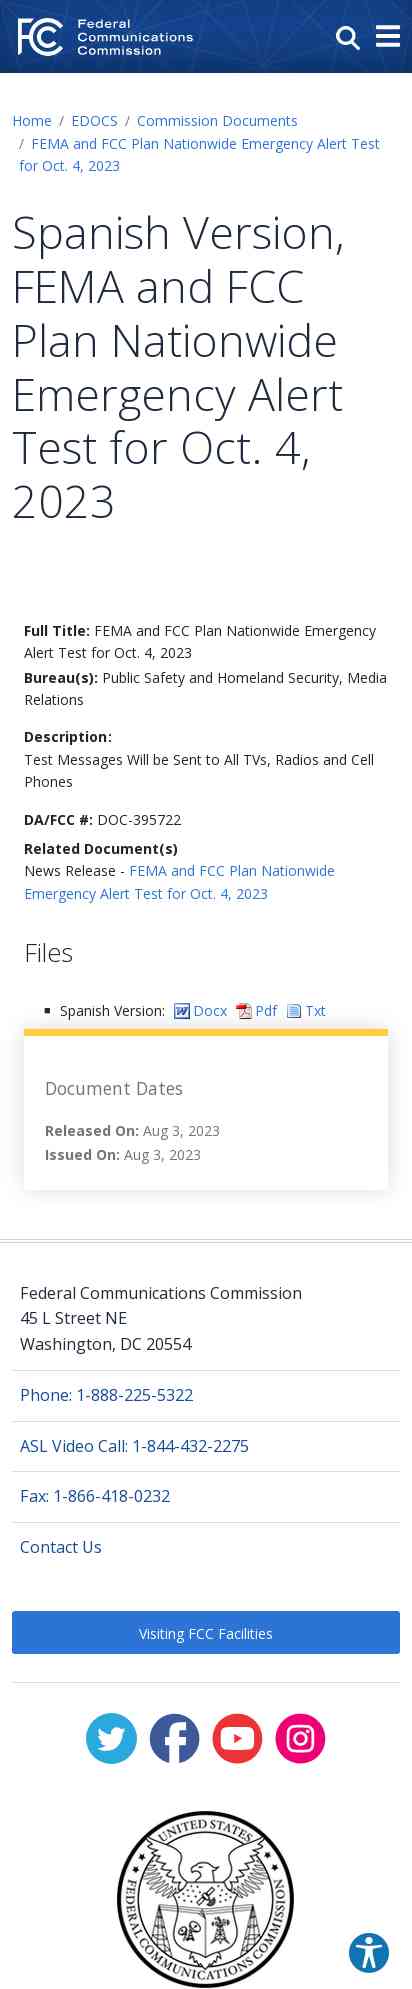 Federal
Communications
Commission
Home / EDOCS / Commission Documents
/ FEMA and FCC Plan Nationwide Emergency Alert Test
for Oct. 4, 2023
Spanish Version,
FEMA and FCC
Plan Nationwide
Emergency Alert
Test for Oct. 4,
2023
Full Title: FEMA and FCC Plan Nationwide Emergency
Alert Test for Oct. 4, 2023
Bureau(s): Public Safety and Homeland Security, Media
Relations
Description:
Test Messages Will be Sent to All TVs, Radios and Cell
Phones
DA/FCC #: DOC-395722
Related Document(s)
News Release - FEMA and FCC Plan Nationwide
Emergency Alert Test for Oct. 4, 2023
Files
Spanish Version: Docx Pdf Txt
Document Dates
Released On: Aug 3, 2023
Issued On: Aug 3, 2023
Federal Communications Commission
45 L Street NE
Washington, DC 20554
Phone: 1-888-225-5322
ASL Video Call: 1-844-432-2275
Fax: 1-866-418-0232
Contact Us
Visiting FCC Facilities
UNITED STATES
FEDERAL COMMUNICATIONS COMMISSION